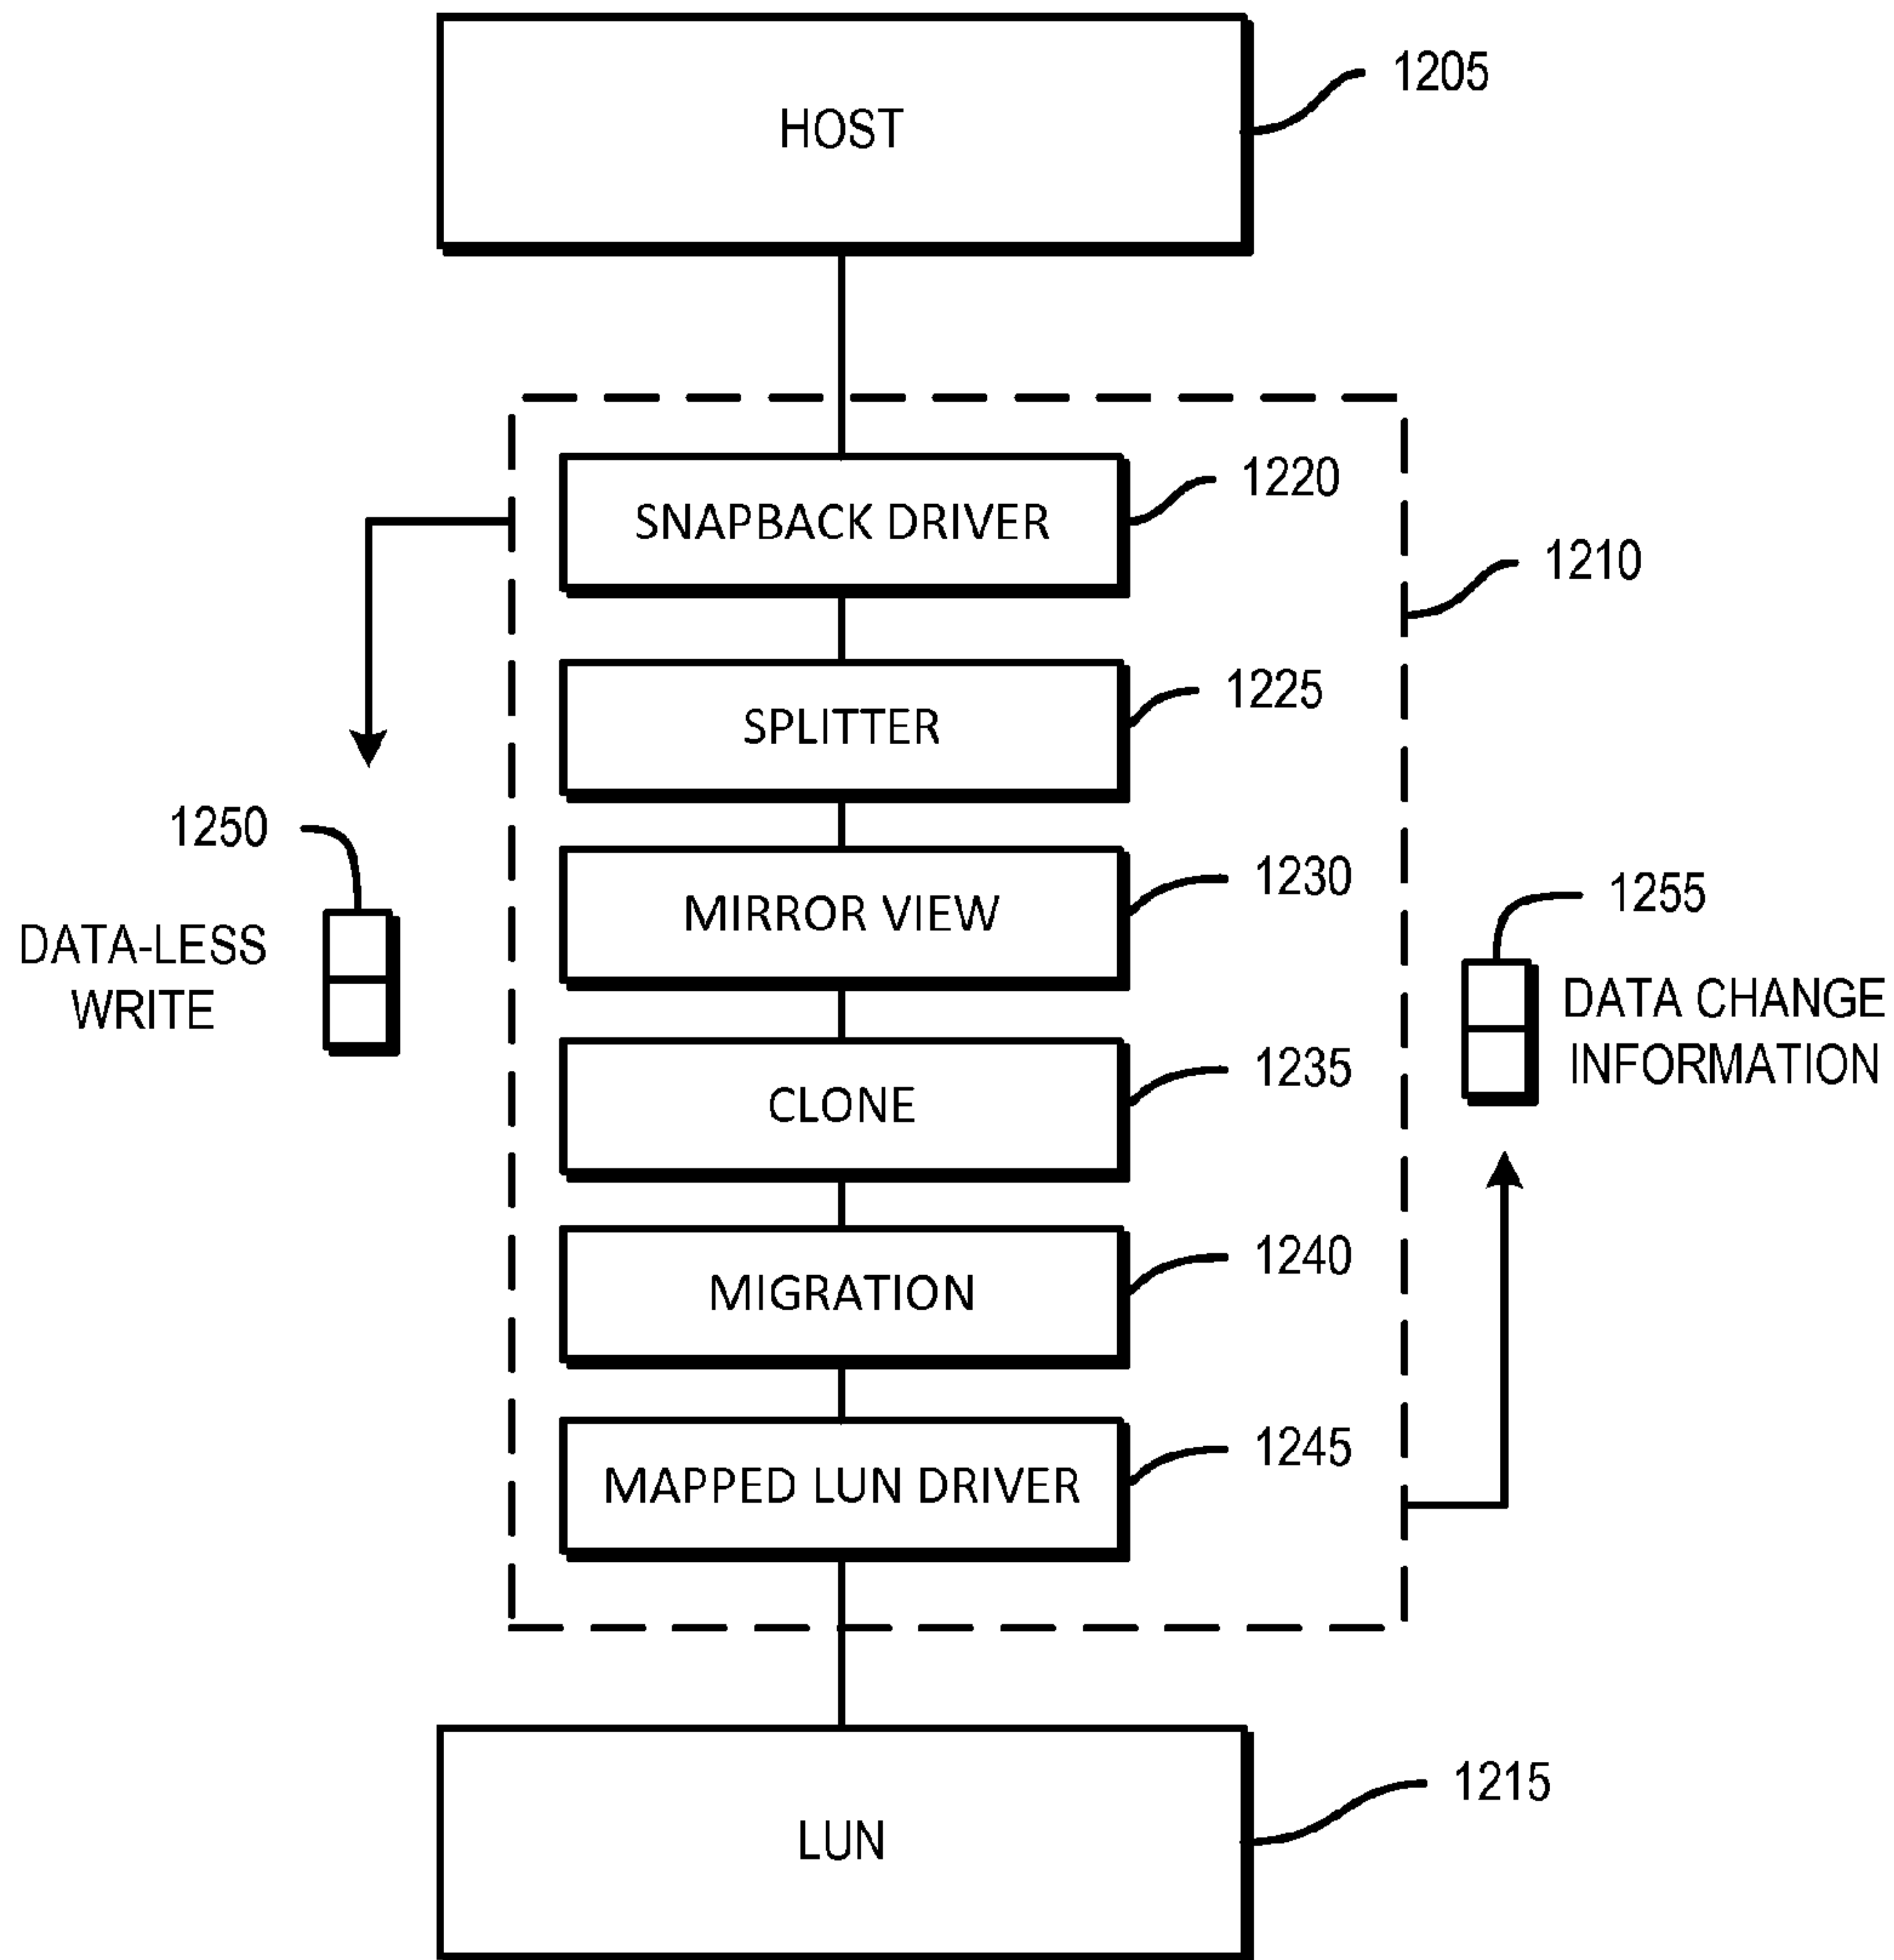 HOST
1205
SNAPBACK DRIVER
1220
1210
SPLITTER
1225
1250
DATA-LESS
WRITE
MIRROR VIEW
1230
1255
DATA CHANGE
INFORMATION
CLONE
1235
MIGRATION
1240
MAPPED LUN DRIVER
1245
LUN
1215